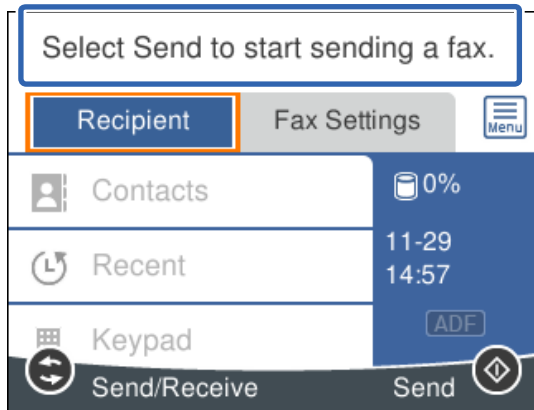 Select Send to start sending a fax.
Recipient
Fax Settings
Menu
Contacts
0%
Recent
11-29
14:57
Keypad
ADF
Send/Receive
Send